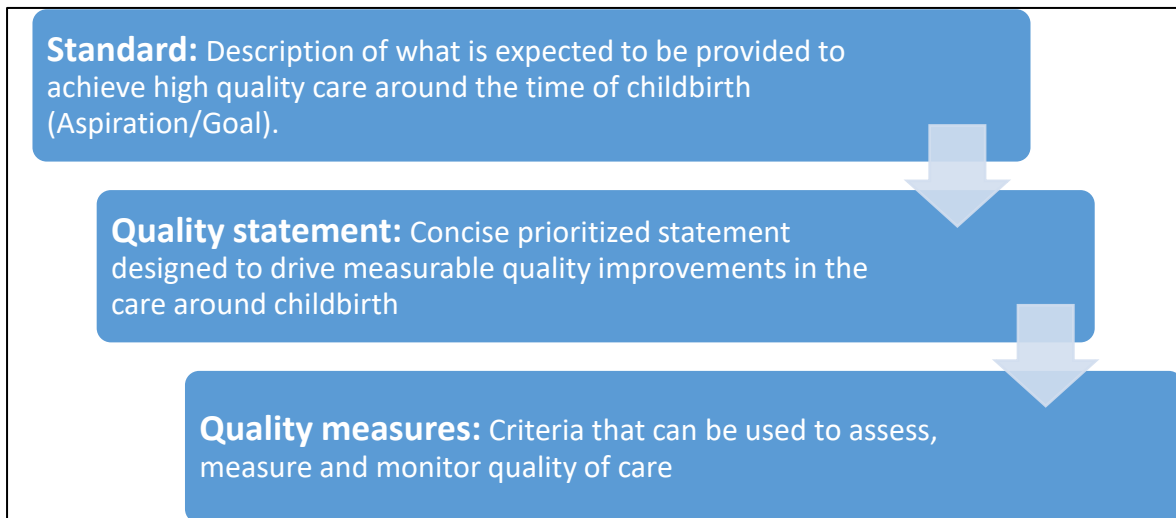 Standard: Description of what is expected to be provided to
achieve high quality care around the time of childbirth
(Aspiration/Goal).
Quality statement: Concise prioritized statement
designed to drive measurable quality improvements in the
care around childbirth
Quality measures: Criteria that can be used to assess,
measure and monitor quality of care